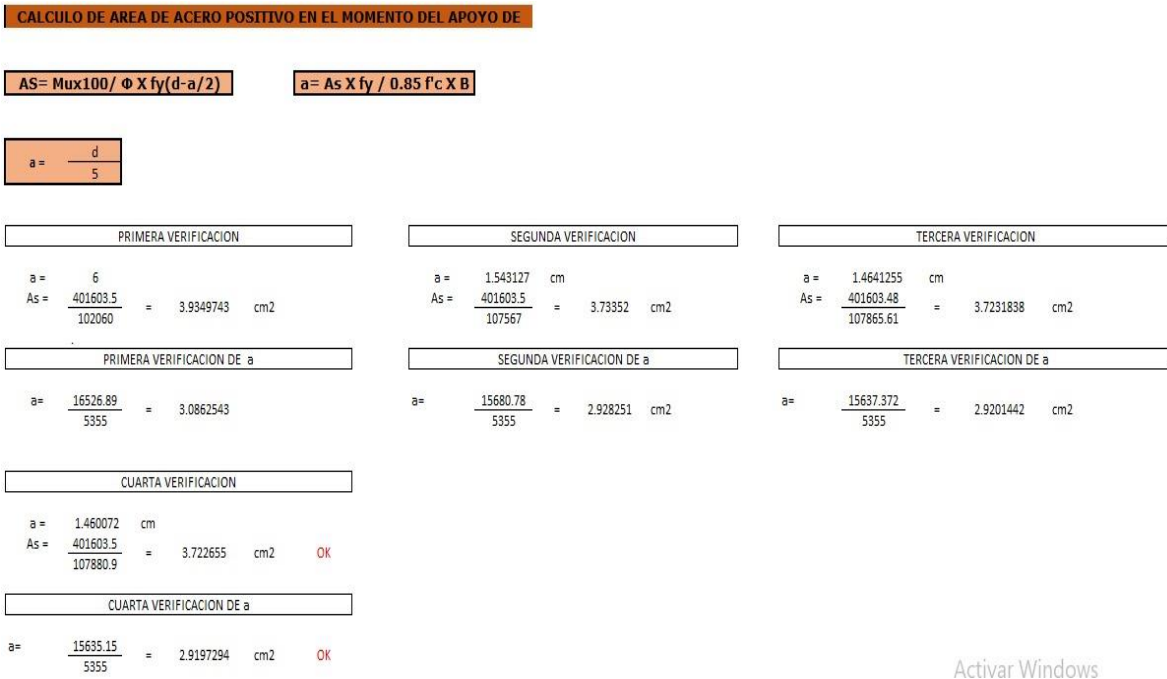 CALCULO DE AREA DE ACERO POSITIVO EN EL MOMENTO DEL APOYO DE
AS= Mux100/ Φ X fy(d-a/2)
a= As X fy / 0.85 f'c X B
a = d
5
PRIMERA VERIFICACION
a = 6
As = 401603.5 = 3.9349743 cm2
102060
PRIMERA VERIFICACION DE a
a= 16526.89 = 3.0862543
5355
SEGUNDA VERIFICACION
a = 1.543127 cm
As = 401603.5 = 3.73352 cm2
107567
SEGUNDA VERIFICACION DE a
a= 15680.78 = 2.928251 cm2
5355
TERCERA VERIFICACION
a = 1.4641255 cm
As = 401603.48 = 3.7231838 cm2
107865.61
TERCERA VERIFICACION DE a
a= 15637.372 = 2.9201442 cm2
5355
CUARTA VERIFICACION
a = 1.460072 cm
As = 401603.5 = 3.722655 cm2 OK
107880.9
CUARTA VERIFICACION DE a
a= 15635.15 = 2.9197294 cm2 OK
5355
Activar Windows